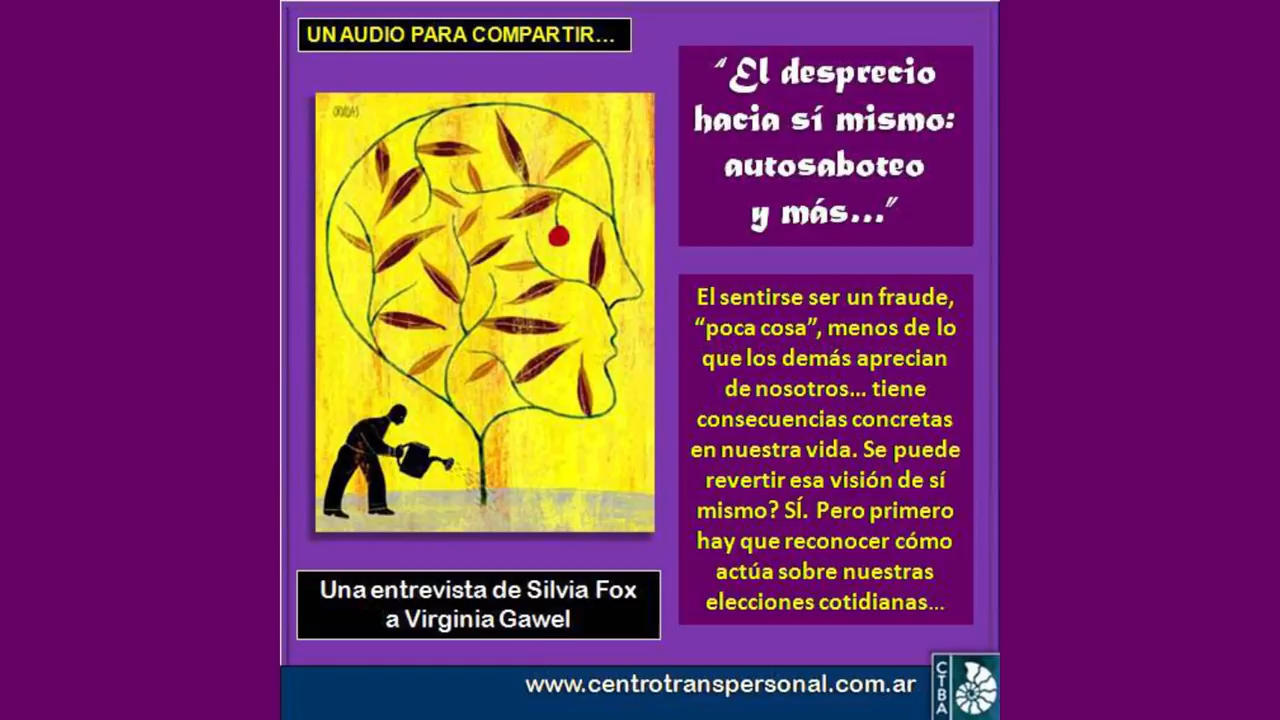 UN AUDIO PARA COMPARTIR...
“El desprecio
hacia sí mismo:
autosaboteo
y más...”
El sentirse ser un fraude,
“poca cosa”, menos de lo
que los demás aprecian
de nosotros... tiene
consecuencias concretas
en nuestra vida. Se puede
revertir esa visión de sí
mismo? SÍ. Pero primero
hay que reconocer cómo
actúa sobre nuestras
elecciones cotidianas...
Una entrevista de Silvia Fox
a Virginia Gawel
www.centrotranspersonal.com.ar
CTBA